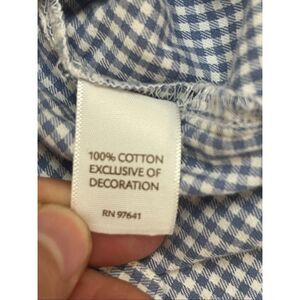 100% COTTON
EXCLUSIVE OF
DECORATION
RN 97641